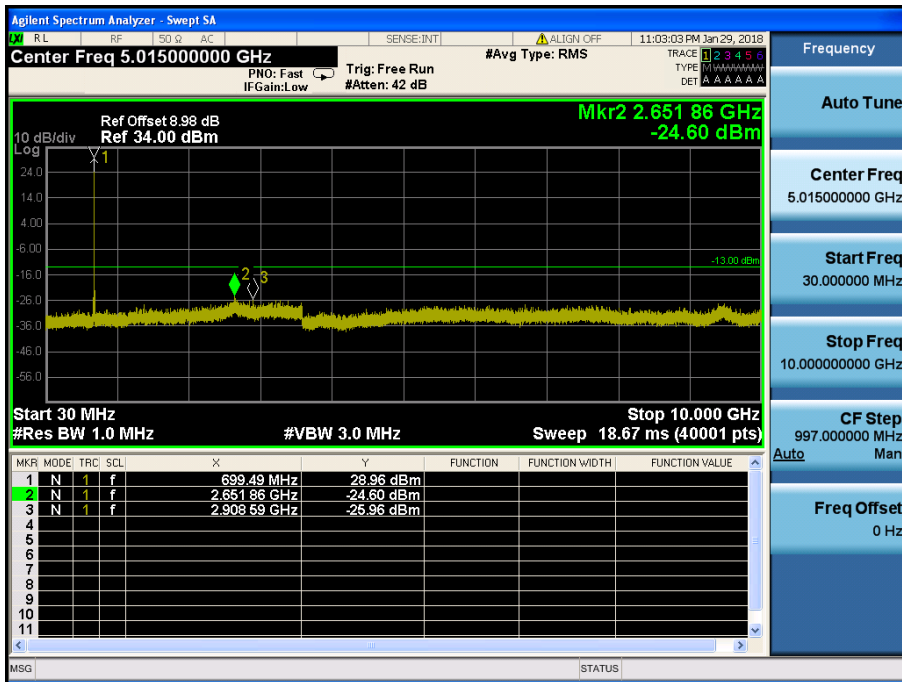 Agilent Spectrum Analyzer - Swept SA
LXI RL RF 50 Ω AC SENSE:INT ALIGN OFF 11:03:03 PM Jan 29, 2018
Center Freq 5.015000000 GHz #Avg Type: RMS TRACE 1 2 3 4 5 6
PNO: Fast Trig: Free Run TYPE MWWWWW
IFGain:Low #Atten: 42 dB DET A A A A A A
Mkr2 2.651 86 GHz
-24.60 dBm
Ref Offset 8.98 dB
10 dB/div Ref 34.00 dBm
Log
1
24.0
14.0
4.00
-6.00
-13.00 dBm
-16.0
2 3
-26.0
-36.0
-46.0
-56.0
Start 30 MHz Stop 10.000 GHz
#Res BW 1.0 MHz #VBW 3.0 MHz Sweep 18.67 ms (40001 pts)
MKR MODE TRC SCL X Y FUNCTION FUNCTION WIDTH FUNCTION VALUE
1 N 1 f 699.49 MHz 28.96 dBm
2 N 1 f 2.651 86 GHz -24.60 dBm
3 N 1 f 2.908 59 GHz -25.96 dBm
4
5
6
7
8
9
10
11
MSG STATUS
Frequency
Auto Tune
Center Freq
5.015000000 GHz
Start Freq
30.000000 MHz
Stop Freq
10.000000000 GHz
CF Step
997.000000 MHz
Auto Man
Freq Offset
0 Hz